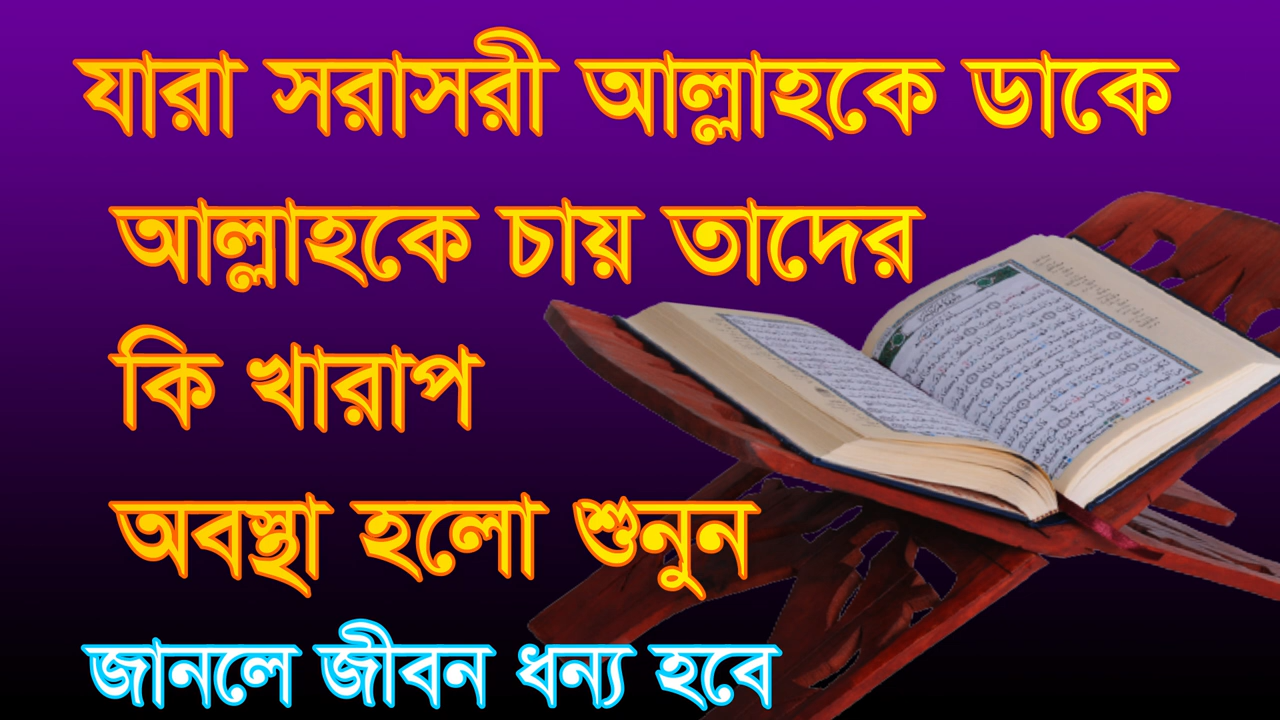 যারা সরাসরী আল্লাহকে ডাকে
আল্লাহকে চায় তাদের
কি খারাপ
অবস্থা হলো শুনুন
জানলে জীবন ধন্য হবে